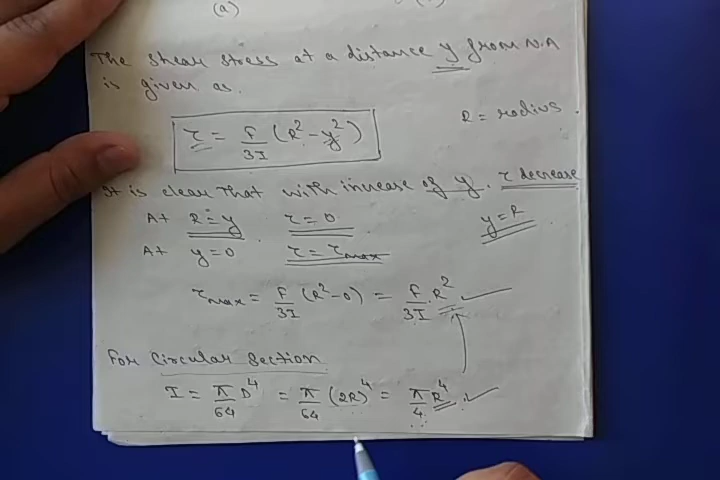 (a)
The shear stress at a distance y from N.A
is given as.
τ = F/3I (R² - y²)
R = radius.
It is clear that with increase of y. τ decrease
At R = y τ = 0 y = R
At y = 0 τ = τmax
τmax = F/3I (R² - 0) = F/3I . R²
For Circular Section
I = π/64 D⁴ = π/64 (2R)⁴ = π/4 R⁴.